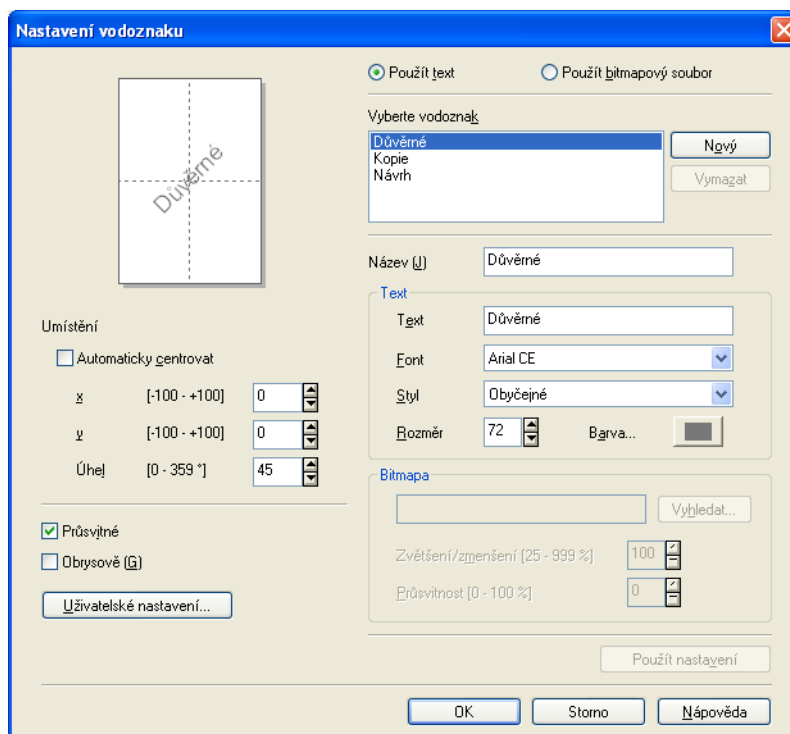 Nastavení vodoznaku
Důvěrné
Umístění
Automaticky centrovat
x [-100 - +100] 0
y [-100 - +100] 0
Úhel [0 - 359 °] 45
Průsvitné
Obrysově (G)
Uživatelské nastavení...
Použít text Použít bitmapový soubor
Vyberte vodoznak
Důvěrné
Kopie
Návrh
Nový
Vymazat
Název (J) Důvěrné
Text
Text Důvěrné
Font Arial CE
Styl Obyčejné
Rozměr 72 Barva...
Bitmapa
Vyhledat...
Zvětšení/zmenšení [25 - 999 %] 100
Průsvitnost [0 - 100 %] 0
Použít nastavení
OK Storno Nápověda